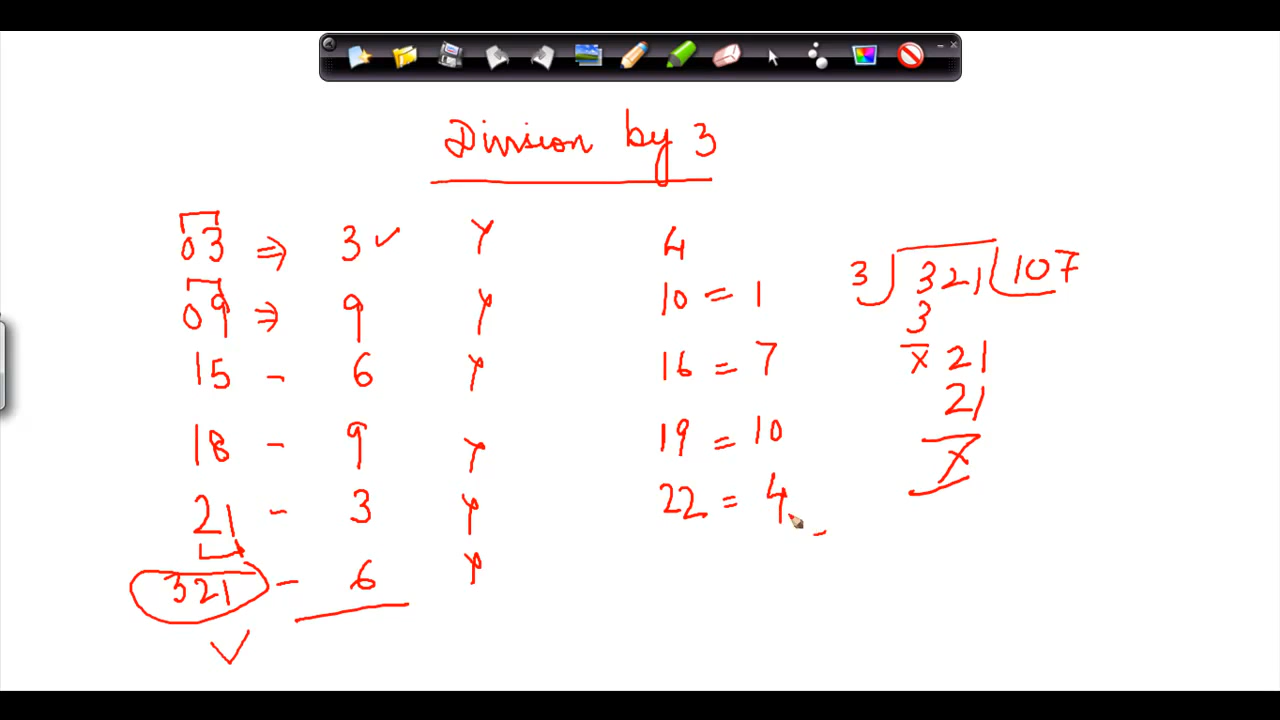 Division by 3
03 ⇒ 3 ✓ Y
09 ⇒ 9 Y
15 - 6 Y
18 - 9 Y
21 - 3 Y
321 - 6 Y
4
10 = 1
16 = 7
19 = 10
22 = 4
3 321 107
3
x 21
21
x